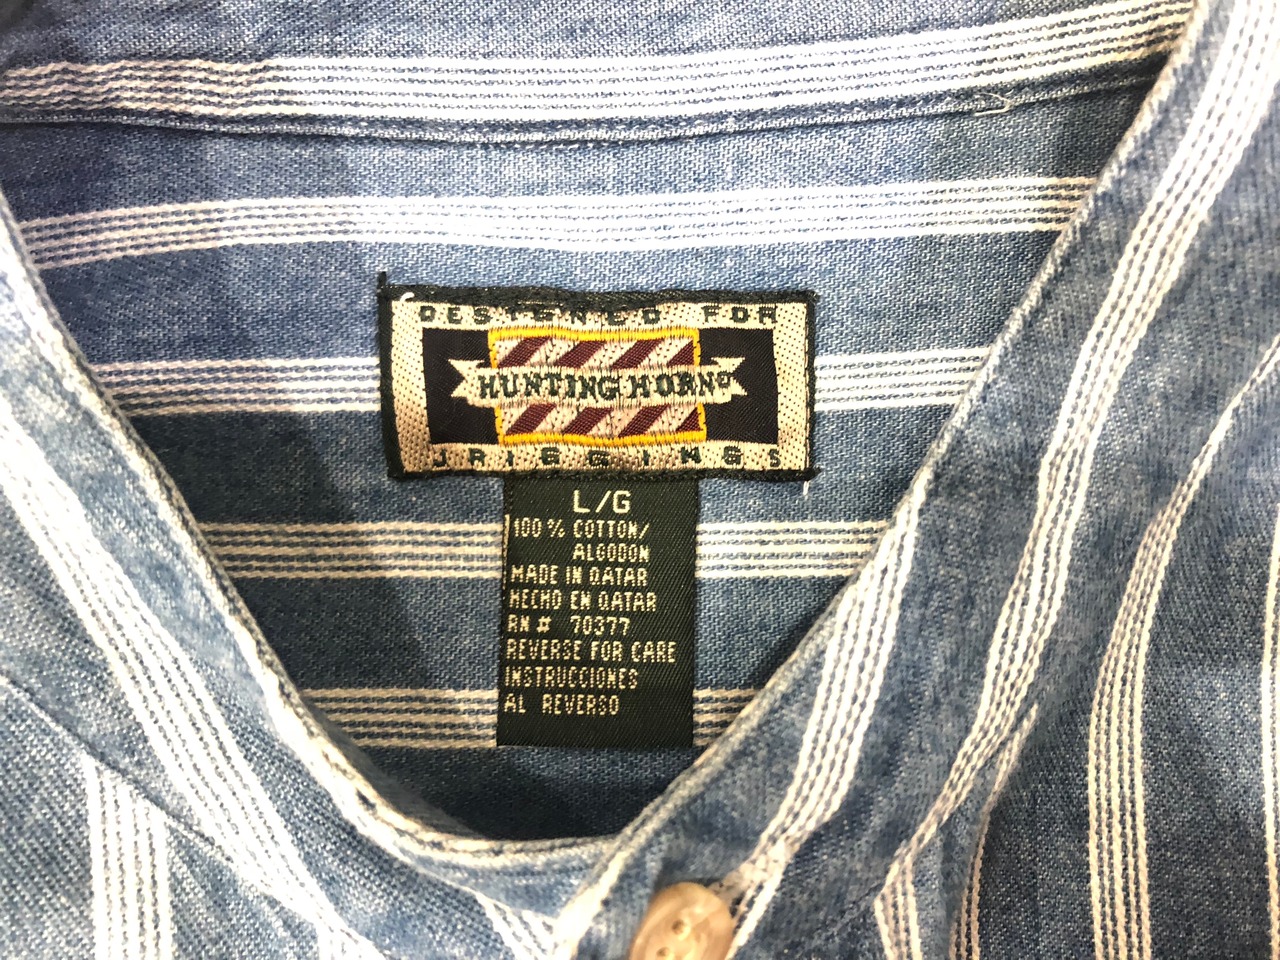 DESIGNED FOR
HUNTING HORN®
J.RIGGINGS
L/G
100 % COTTON/
ALGODON
MADE IN QATAR
HECHO EN QATAR
RN # 70377
REVERSE FOR CARE
INSTRUCCIONES
AL REVERSO